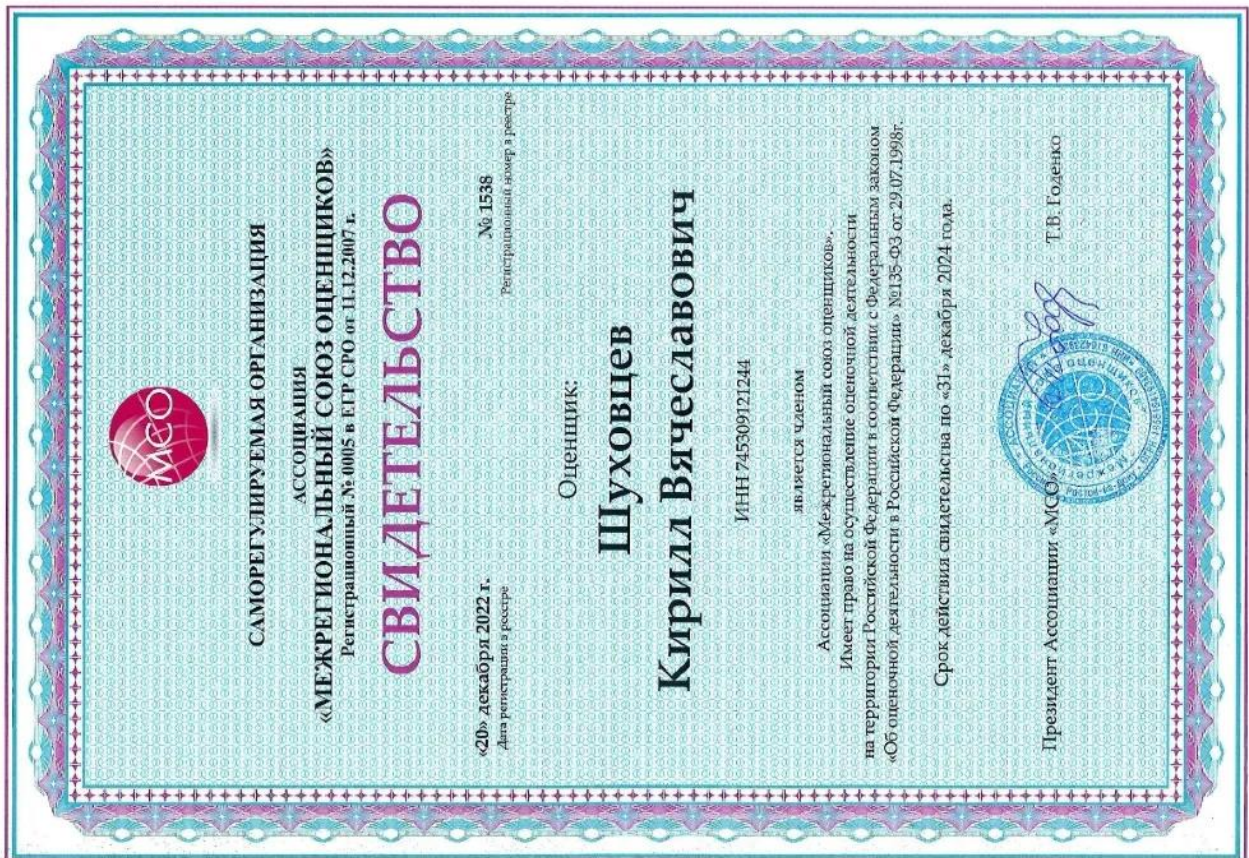 МСО
САМОРЕГУЛИРУЕМАЯ ОРГАНИЗАЦИЯ
АССОЦИАЦИЯ
«МЕЖРЕГИОНАЛЬНЫЙ СОЮЗ ОЦЕНЩИКОВ»
Регистрационный № 0005 в ЕГР СРО от 11.12.2007 г.
СВИДЕТЕЛЬСТВО
«20» декабря 2022 г. № 1538
Дата регистрации в реестре Регистрационный номер в реестре
Оценщик:
Шуховцев
Кирилл Вячеславович
ИНН 745309121244
является членом
Ассоциации «Межрегиональный союз оценщиков».
Имеет право на осуществление оценочной деятельности
на территории Российской Федерации в соответствии с Федеральным законом
«Об оценочной деятельности в Российской Федерации» №135-ФЗ от 29.07.1998г.
Срок действия свидетельства по «31» декабря 2024 года.
Президент Ассоциации «МСО» Т.В. Годенко